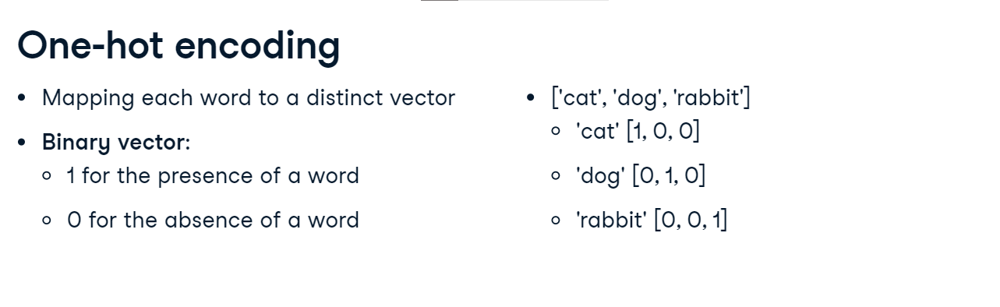 One-hot encoding
Mapping each word to a distinct vector
Binary vector:
1 for the presence of a word
0 for the absence of a word
['cat', 'dog', 'rabbit']
'cat' [1, 0, 0]
'dog' [0, 1, 0]
'rabbit' [0, 0, 1]